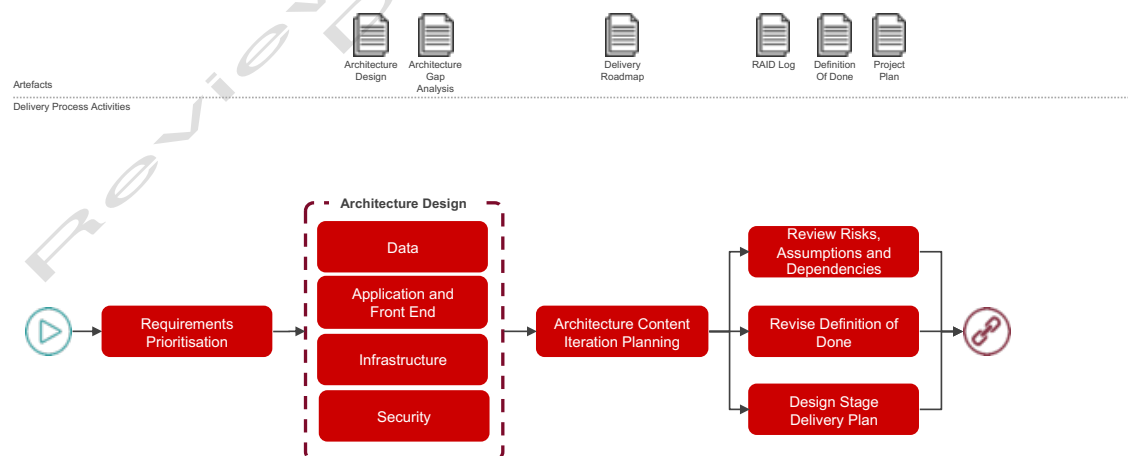 Architecture
Design
Architecture
Gap
Analysis
Delivery
Roadmap
RAID Log
Definition
Of Done
Project
Plan
Artefacts
Delivery Process Activities
Review
Architecture Design
Data
Application and
Front End
Infrastructure
Security
Requirements
Prioritisation
Architecture Content
Iteration Planning
Review Risks,
Assumptions and
Dependencies
Revise Definition of
Done
Design Stage
Delivery Plan